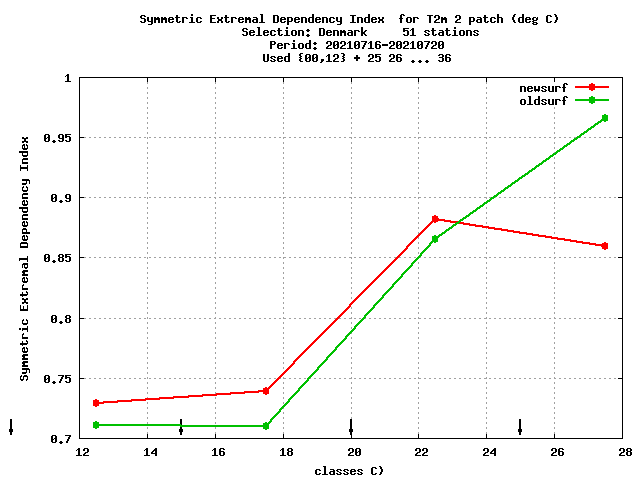 Symmetric Extremal Dependency Index  for T2m 2 patch (deg C)
Selection: Denmark     51 stations
Period: 20210716-20210720
Used {00,12} + 25 26 ... 36
newsurf
oldsurf
Symmetric Extremal Dependency Index
1
0.95
0.9
0.85
0.8
0.75
0.7
12 14 16 18 20 22 24 26 28
classes C)